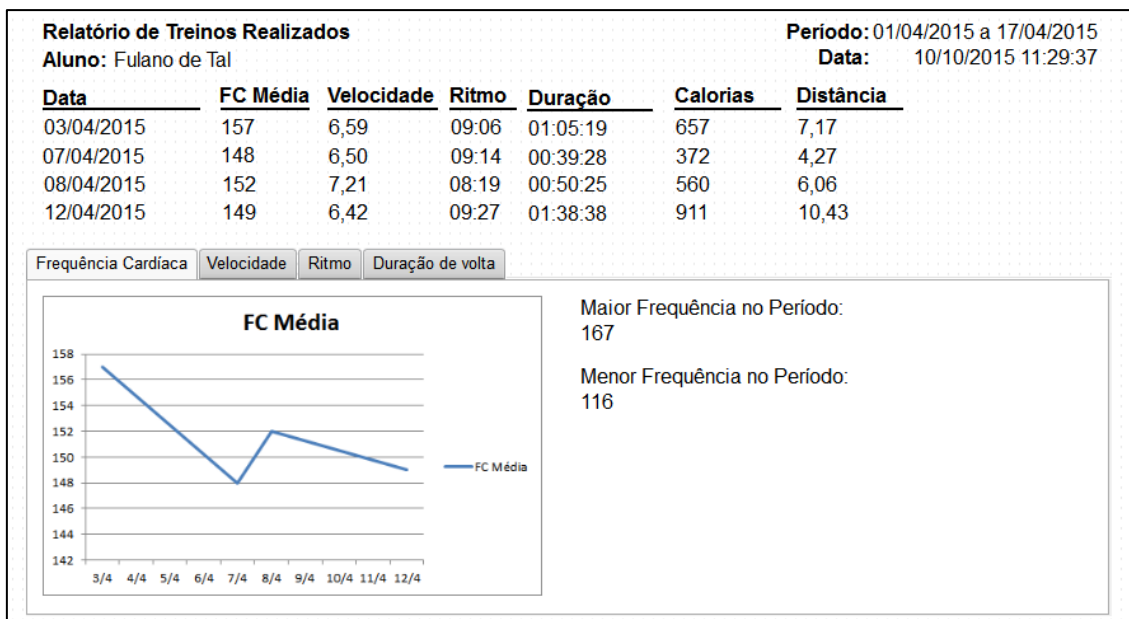 Relatório de Treinos Realizados Período: 01/04/2015 a 17/04/2015
Aluno: Fulano de Tal Data: 10/10/2015 11:29:37
Data FC Média Velocidade Ritmo Duração Calorias Distância
03/04/2015 157 6,59 09:06 01:05:19 657 7,17
07/04/2015 148 6,50 09:14 00:39:28 372 4,27
08/04/2015 152 7,21 08:19 00:50:25 560 6,06
12/04/2015 149 6,42 09:27 01:38:38 911 10,43
Frequência Cardíaca Velocidade Ritmo Duração de volta
FC Média
158
156
154
152
150
148
146
144
142
3/4 4/4 5/4 6/4 7/4 8/4 9/4 10/4 11/4 12/4
FC Média
Maior Frequência no Período:
167
Menor Frequência no Período:
116